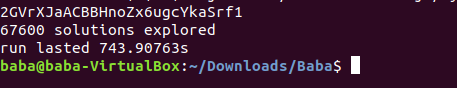 2GVrXJaACBBHnoZx6ugcYkaSrf1
67600 solutions explored
run lasted 743.90763s
baba@baba-VirtualBox:~/Downloads/Baba$